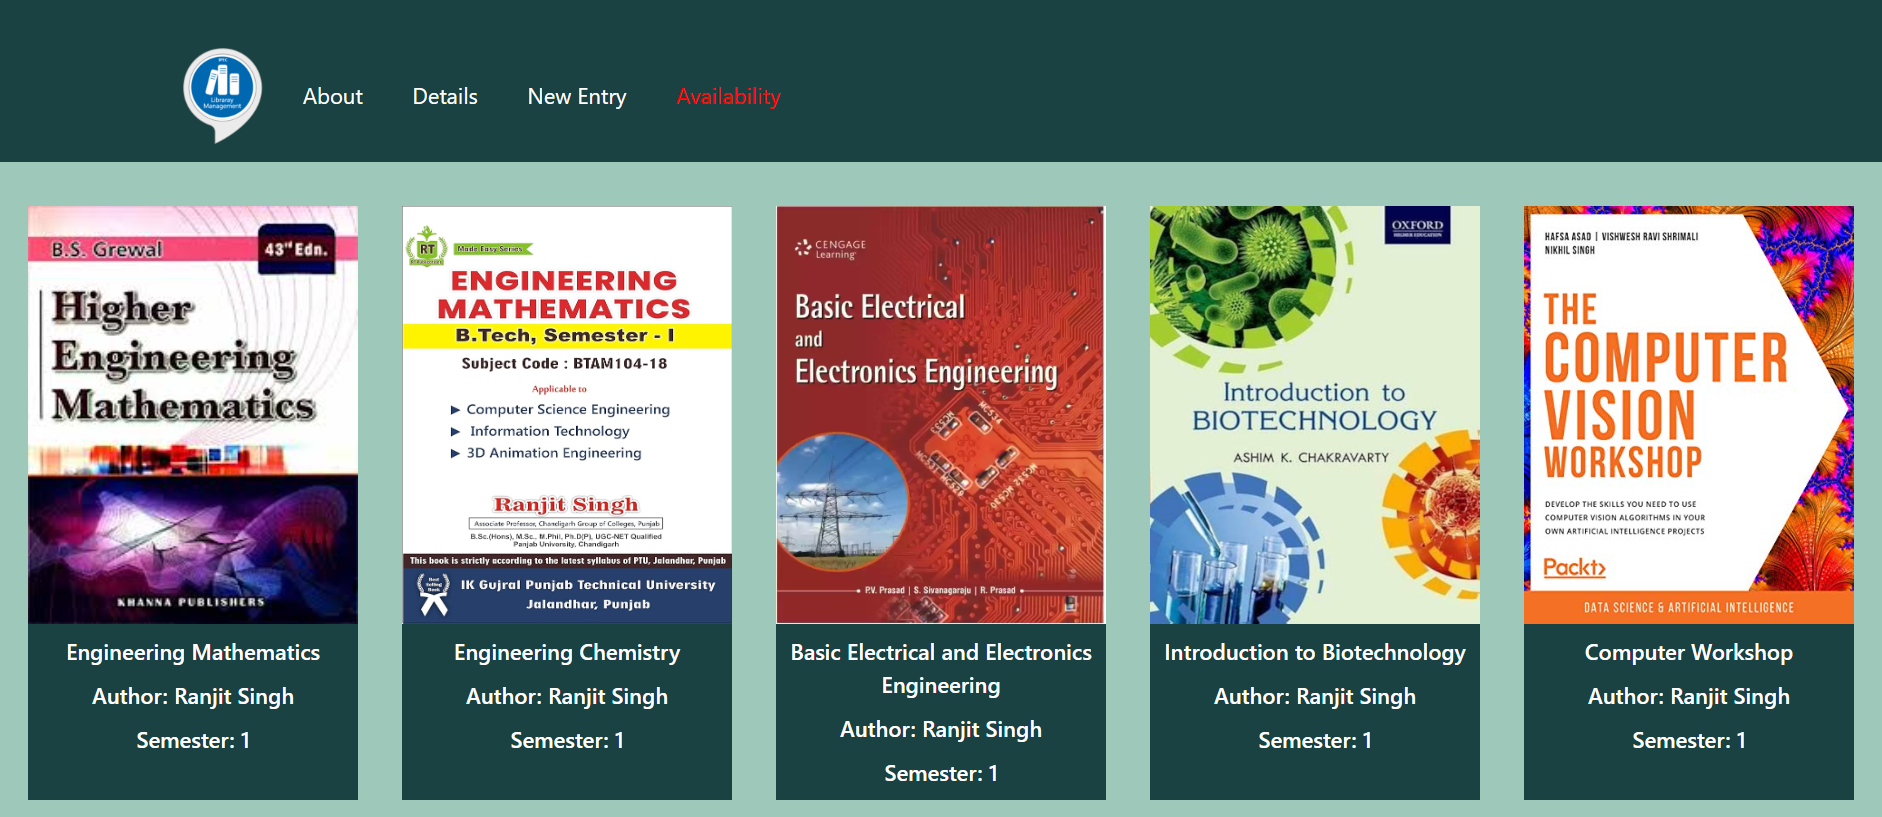 IPTC
Libraray
Management
About
Details
New Entry
Availability
B.S. Grewal
43rd Edn.
Higher
Engineering
Mathematics
KHANNA PUBLISHERS
Engineering Mathematics
Author: Ranjit Singh
Semester: 1
RT
Made Easy Series
ENGINEERING
MATHEMATICS
B.Tech, Semester - I
Subject Code : BTAM104-18
Applicable to
► Computer Science Engineering
► Information Technology
► 3D Animation Engineering
Ranjit Singh
Associate Professor, Chandigarh Group of Colleges, Punjab
B.Sc.(Hons), M.Sc., M.Phil, Ph.D(P), UGC-NET Qualified
Panjab University, Chandigarh
This book is strictly according to the latest syllabus of PTU, Jalandhar, Punjab
Best
Selling
Book
IK Gujral Punjab Technical University
Jalandhar, Punjab
Engineering Chemistry
Author: Ranjit Singh
Semester: 1
CENGAGE
Learning
Basic Electrical
and
Electronics Engineering
P.V. Prasad | S. Sivanagaraju | R. Prasad
Basic Electrical and Electronics
Engineering
Author: Ranjit Singh
Semester: 1
OXFORD
HIGHER EDUCATION
Introduction to
BIOTECHNOLOGY
ASHIM K. CHAKRAVARTY
Introduction to Biotechnology
Author: Ranjit Singh
Semester: 1
HAFSA ASAD | VISHWESH RAVI SHRIMALI
NIKHIL SINGH
THE
COMPUTER
VISION
WORKSHOP
DEVELOP THE SKILLS YOU NEED TO USE
COMPUTER VISION ALGORITHMS IN YOUR
OWN ARTIFICIAL INTELLIGENCE PROJECTS
Packt>
DATA SCIENCE & ARTIFICIAL INTELLIGENCE
Computer Workshop
Author: Ranjit Singh
Semester: 1